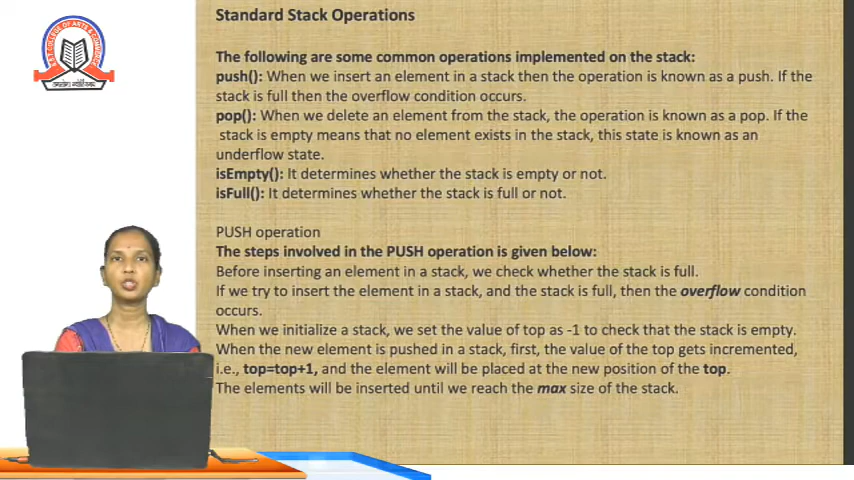 COLLEGE OF ARTS & COMMERCE
Standard Stack Operations
The following are some common operations implemented on the stack:
push(): When we insert an element in a stack then the operation is known as a push. If the
stack is full then the overflow condition occurs.
pop(): When we delete an element from the stack, the operation is known as a pop. If the
stack is empty means that no element exists in the stack, this state is known as an
underflow state.
isEmpty(): It determines whether the stack is empty or not.
isFull(): It determines whether the stack is full or not.
PUSH operation
The steps involved in the PUSH operation is given below:
Before inserting an element in a stack, we check whether the stack is full.
If we try to insert the element in a stack, and the stack is full, then the overflow condition
occurs.
When we initialize a stack, we set the value of top as -1 to check that the stack is empty.
When the new element is pushed in a stack, first, the value of the top gets incremented,
i.e., top=top+1, and the element will be placed at the new position of the top.
The elements will be inserted until we reach the max size of the stack.